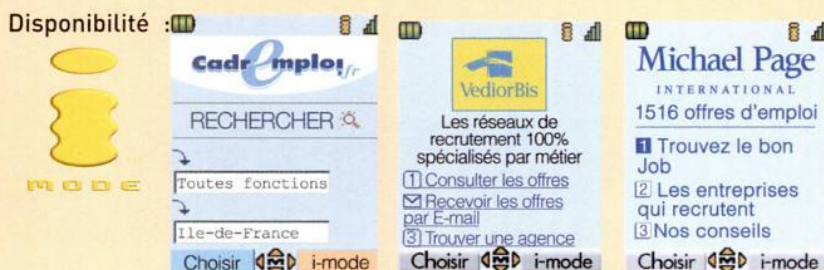 Disponibilité :
i
MODE
Cadremploi.fr
RECHERCHER
Toutes fonctions
Ile-de-France
Choisir i-mode
VediorBis
Les réseaux de
recrutement 100%
spécialisés par métier
1 Consulter les offres
Recevoir les offres
par E-mail
3 Trouver une agence
Choisir i-mode
Michael Page
INTERNATIONAL
1516 offres d'emploi
1 Trouvez le bon
Job
2 Les entreprises
qui recrutent
3 Nos conseils
Choisir i-mode